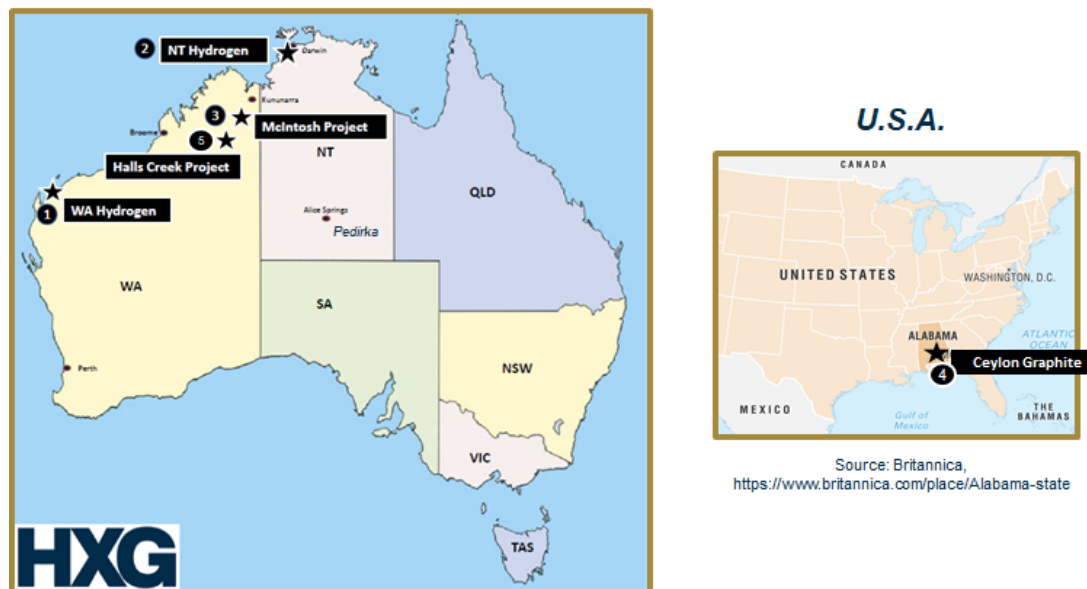 2
NT Hydrogen
Darwin
Kununurra
3
McIntosh Project
Broome
5
Halls Creek Project
NT
QLD
1
WA Hydrogen
Alice Springs
Pedirka
WA
SA
NSW
Perth
VIC
TAS
HXG
U.S.A.
CANADA
UNITED STATES
WASHINGTON, D.C.
ALABAMA
ATLANTIC
OCEAN
Ceylon Graphite
4
MEXICO
Gulf of
Mexico
THE
BAHAMAS
Source: Britannica,
https://www.britannica.com/place/Alabama-state